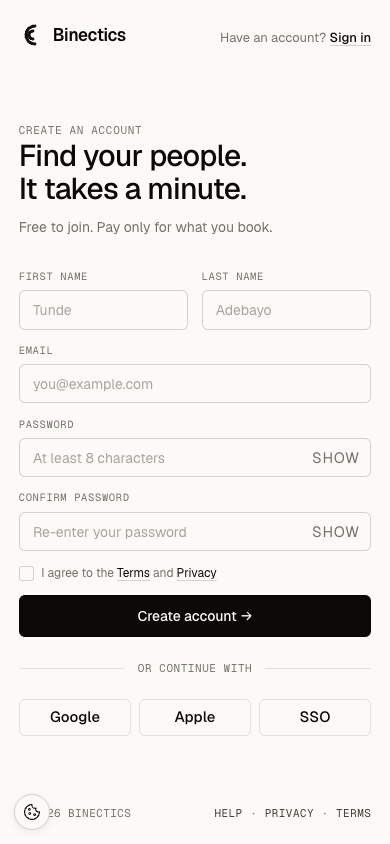 Binectics
Have an account? Sign in
CREATE AN ACCOUNT
Find your people.
It takes a minute.
Free to join. Pay only for what you book.
FIRST NAME
LAST NAME
Tunde
Adebayo
EMAIL
you@example.com
PASSWORD
At least 8 characters
SHOW
CONFIRM PASSWORD
Re-enter your password
SHOW
I agree to the Terms and Privacy
Create account →
OR CONTINUE WITH
Google
Apple
SSO
26 BINECTICS
HELP · PRIVACY · TERMS